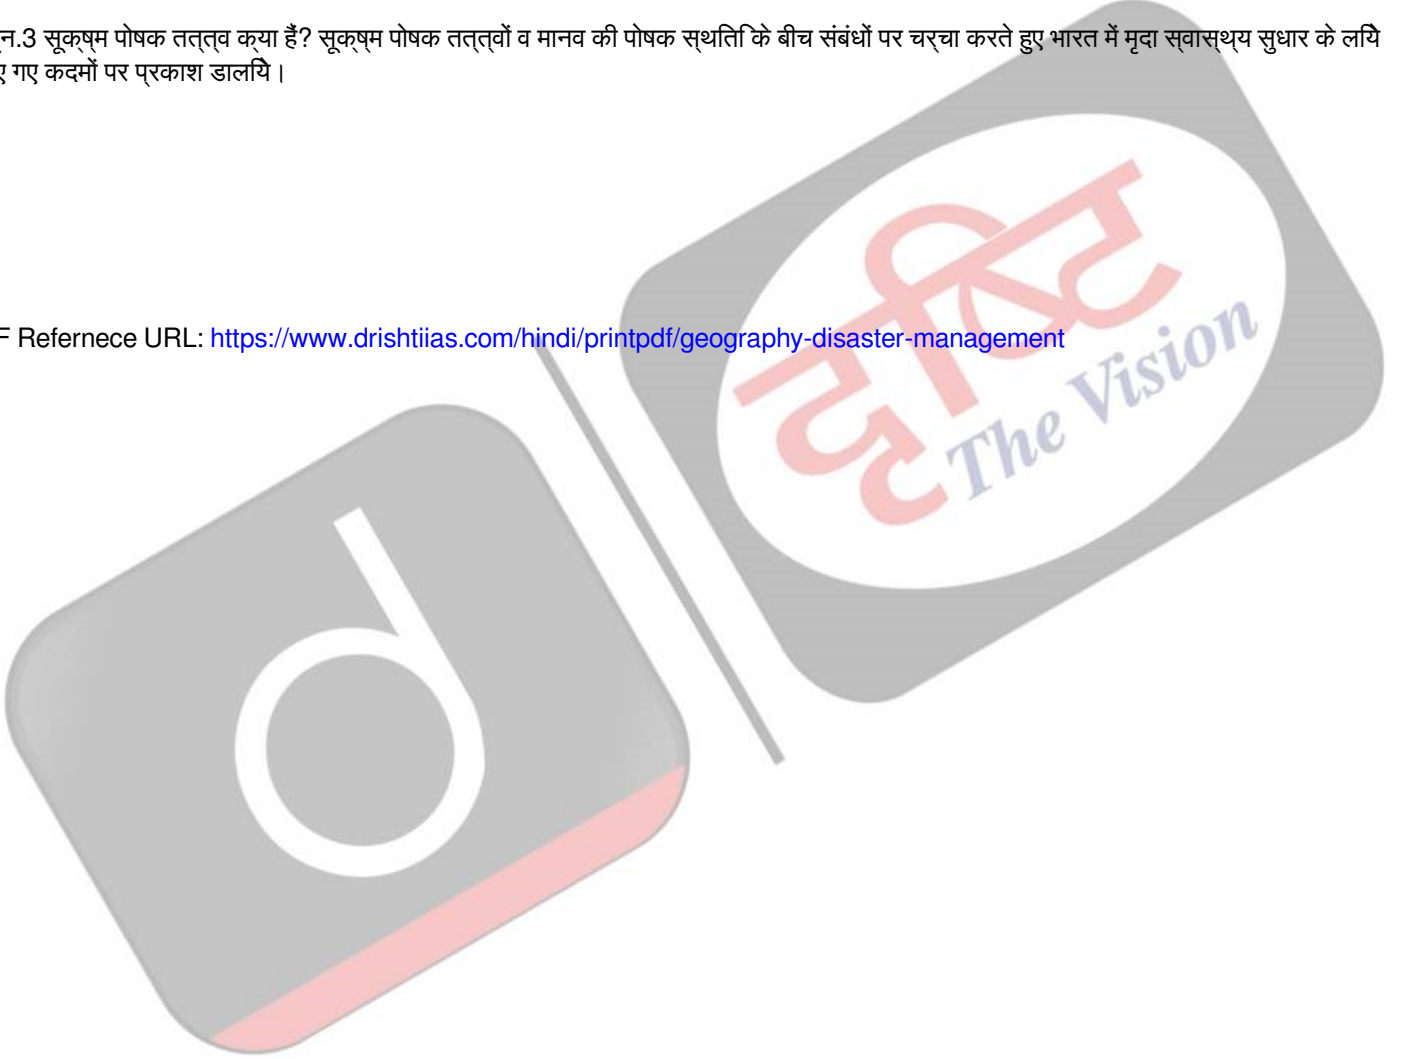 न.3 सूक्ष्म पोषक तत्त्व क्या हैं? सूक्ष्म पोषक तत्त्वों व मानव की पोषक स्थिति के बीच संबंधों पर चर्चा करते हुए भारत में मृदा स्वास्थ्य सुधार के लिये
ए गए कदमों पर प्रकाश डालिये।
F Refernece URL: https://www.drishtiias.com/hindi/printpdf/geography-disaster-management
दृष्टि
The Vision
d